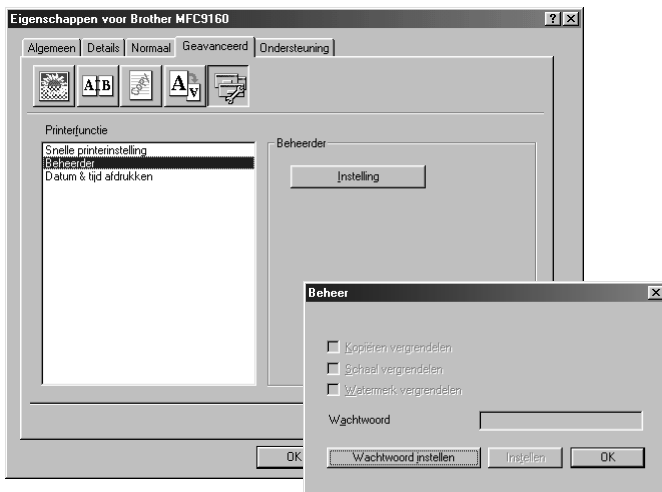 Eigenschappen voor Brother MFC9160
Algemeen Details Normaal Geavanceerd Ondersteuning
A B
copy
A A
Printerfunctie
Snelle printerinstelling
Beheerder
Datum & tijd afdrukken
Beheerder
Instelling
OK
Beheer
Kopiëren vergrendelen
Schaal vergrendelen
Watermerk vergrendelen
Wachtwoord
Wachtwoord instellen Instellen OK